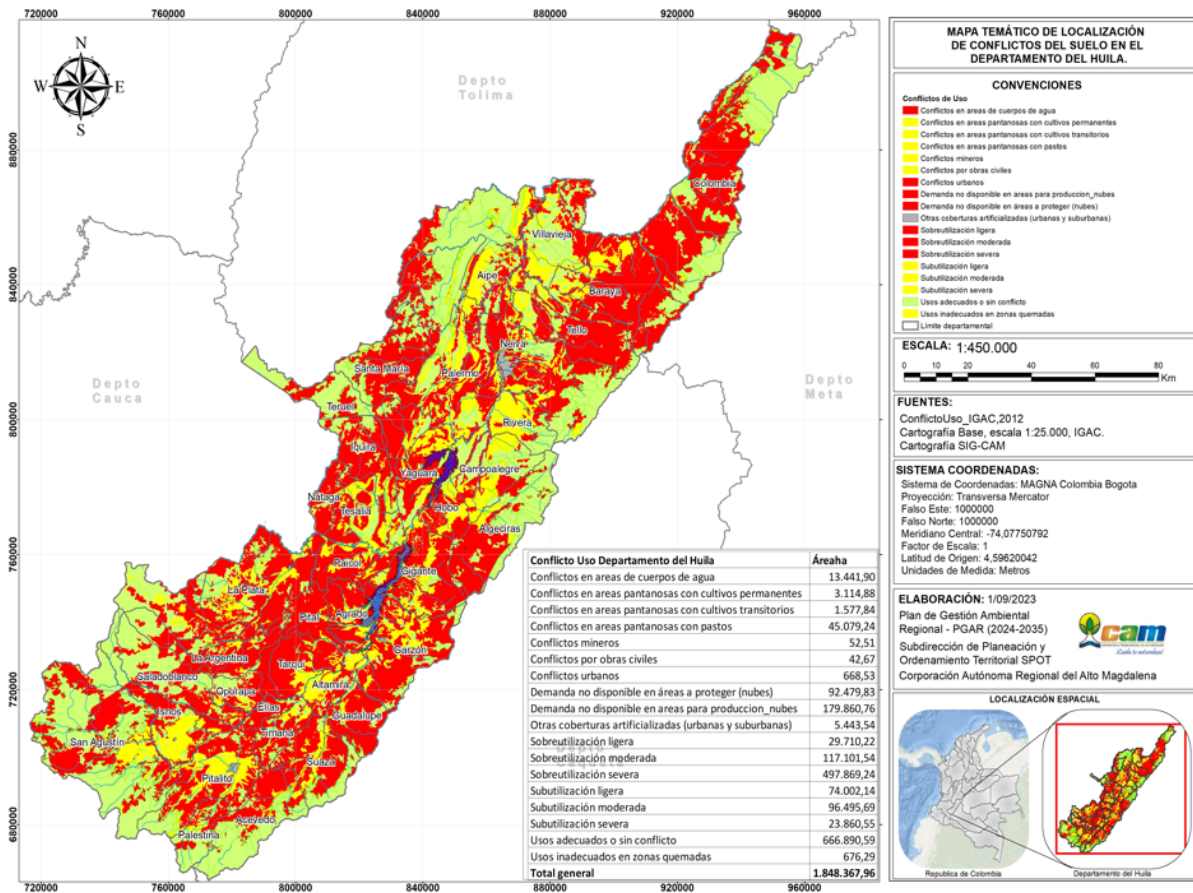 720000 760000 800000 840000 880000 920000 960000
N
W E
S
Depto
Tolima
Depto
Cauca
Depto
Meta
880000
840000
800000
760000
720000
680000
Colombia
Villavieja
Aipe
Baraya
Tello
Neiva
Santa María
Palermo
Teruel
Rivera
Iquira
Yaguara
Campoalegre
Nátaga
Tesalia
Hobo
Algeciras
Paicol
Gigante
La Plata
Pital
Agrado
Garzón
La Argentina
Tarqui
Saladoblanco
Altamira
Oporapa
Elías
Isnos
Guadalupe
Timaná
San Agustín
Suaza
Pitalito
Acevedo
Palestina
Conflicto Uso Departamento del Huila Áreaha
Conflictos en areas de cuerpos de agua 13.441,90
Conflictos en areas pantanosas con cultivos permanentes 3.114,88
Conflictos en areas pantanosas con cultivos transitorios 1.577,84
Conflictos en areas pantanosas con pastos 45.079,24
Conflictos mineros 52,51
Conflictos por obras civiles 42,67
Conflictos urbanos 668,53
Demanda no disponible en áreas a proteger (nubes) 92.479,83
Demanda no disponible en areas para produccion_nubes 179.860,76
Otras coberturas artificializadas (urbanas y suburbanas) 5.443,54
Sobreutilización ligera 29.710,22
Sobreutilización moderada 117.101,54
Sobreutilización severa 497.869,24
Subutilización ligera 74.002,14
Subutilización moderada 96.495,69
Subutilización severa 23.860,55
Usos adecuados o sin conflicto 666.890,59
Usos inadecuados en zonas quemadas 676,29
Total general 1.848.367,96
720000 760000 800000 840000 880000 920000 960000
MAPA TEMÁTICO DE LOCALIZACIÓN
DE CONFLICTOS DEL SUELO EN EL
DEPARTAMENTO DEL HUILA.
CONVENCIONES
Conflictos de Uso
Conflictos en areas de cuerpos de agua
Conflictos en areas pantanosas con cultivos permanentes
Conflictos en areas pantanosas con cultivos transitorios
Conflictos en areas pantanosas con pastos
Conflictos mineros
Conflictos por obras civiles
Conflictos urbanos
Demanda no disponible en areas para produccion_nubes
Demanda no disponible en áreas a proteger (nubes)
Otras coberturas artificializadas (urbanas y suburbanas)
Sobreutilización ligera
Sobreutilización moderada
Sobreutilización severa
Subutilización ligera
Subutilización moderada
Subutilización severa
Usos adecuados o sin conflicto
Usos inadecuados en zonas quemadas
Limite departamental
ESCALA: 1:450.000
0 10 20 40 60 80
Km
FUENTES:
ConflictoUso_IGAC,2012
Cartografía Base, escala 1:25.000, IGAC.
Cartografía SIG-CAM
SISTEMA COORDENADAS:
Sistema de Coordenadas: MAGNA Colombia Bogota
Proyección: Transversa Mercator
Falso Este: 1000000
Falso Norte: 1000000
Meridiano Central: -74,07750792
Factor de Escala: 1
Latitud de Origen: 4,59620042
Unidades de Medida: Metros
ELABORACIÓN: 1/09/2023
Plan de Gestión Ambiental
Regional - PGAR (2024-2035)
Subdirección de Planeación y
Ordenamiento Territorial SPOT
Corporación Autónoma Regional del Alto Magdalena
cam
LOCALIZACIÓN ESPACIAL
Republica de Colombia
Departamento del Huila